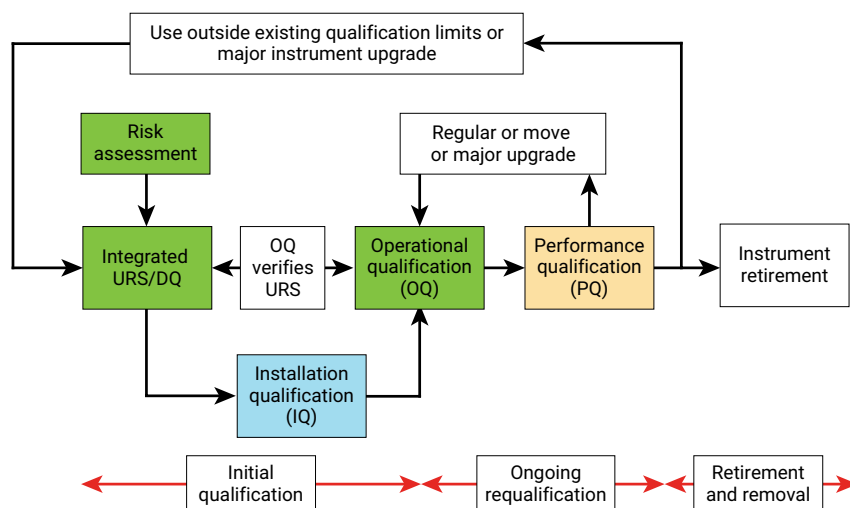 Use outside existing qualification limits or
major instrument upgrade
Risk
assessment
Regular or move
or major upgrade
Integrated
URS/DQ
OQ
verifies
URS
Operational
qualification
(OQ)
Performance
qualification
(PQ)
Instrument
retirement
Installation
qualification
(IQ)
Initial
qualification
Ongoing
requalification
Retirement
and removal